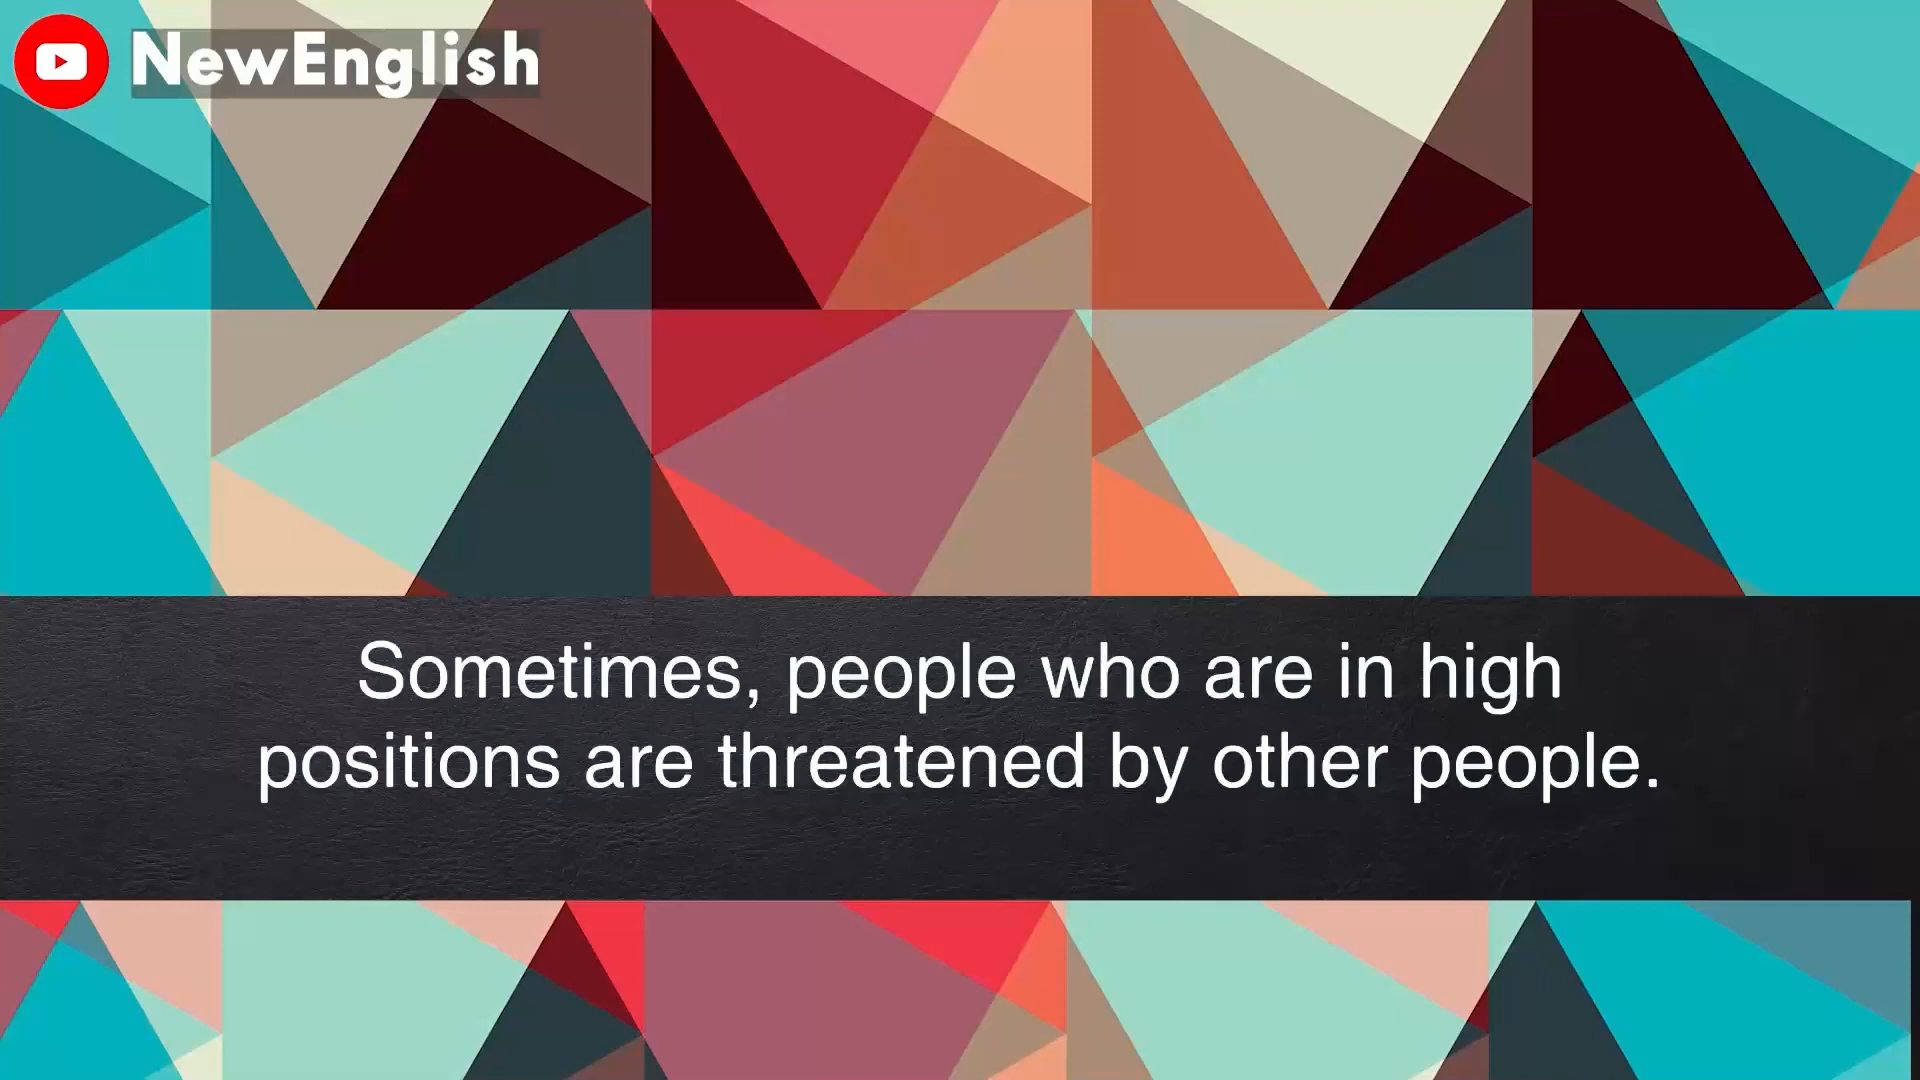 NewEnglish
Sometimes, people who are in high
positions are threatened by other people.